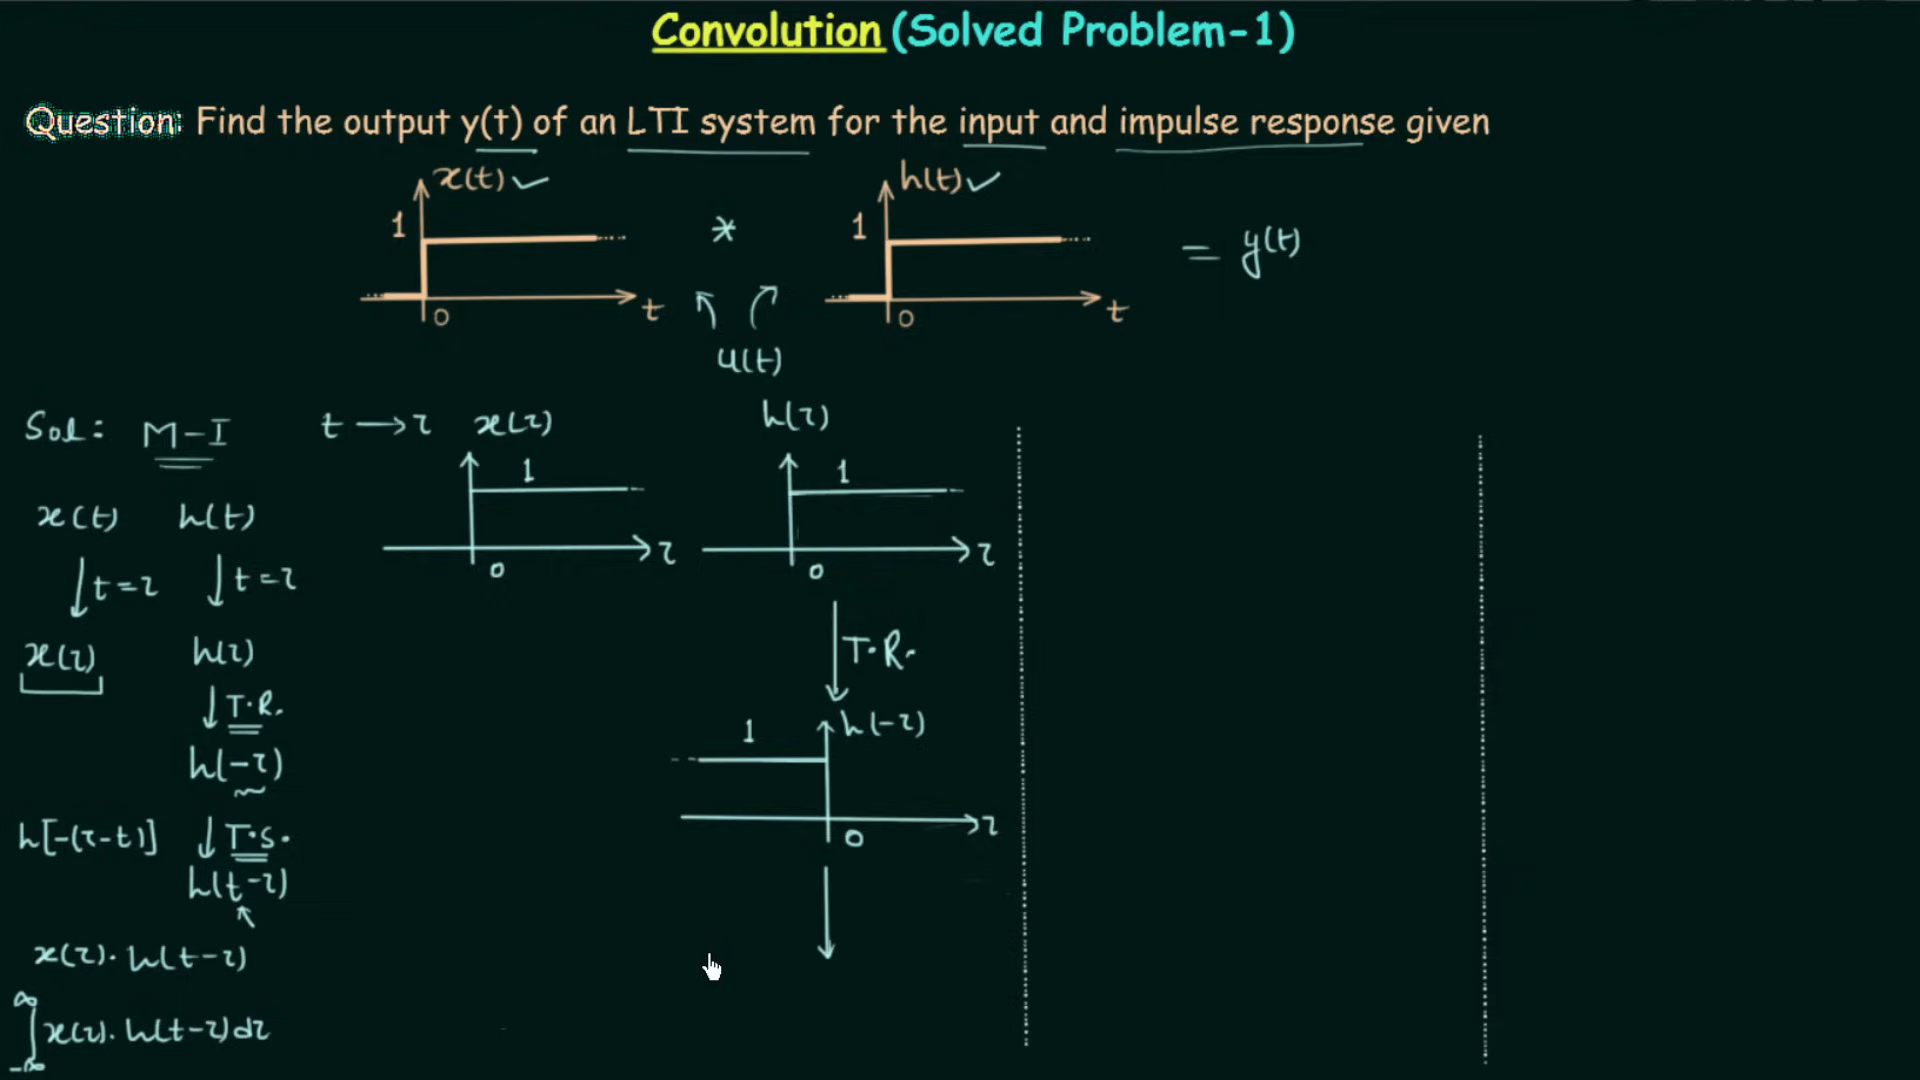 Convolution (Solved Problem-1)
Question: Find the output y(t) of an LTI system for the input and impulse response given
x(t) ✓ h(t) ✓
1 * 1 = y(t)
0 t 0 t
u(t)
Sol: M-I t → τ x(τ) h(τ)
1 1
x(t) h(t)
τ τ
0 0
↓ t=τ ↓ t=τ
x(τ) h(τ)
↓ T.R.
↓ T.R.
h(-τ)
1 h(-τ)
h[-(τ-t)] ↓ T.S.
0 τ
h(t-τ)
x(τ). h(t-τ)
∞
∫ x(τ). h(t-τ)dτ
-∞